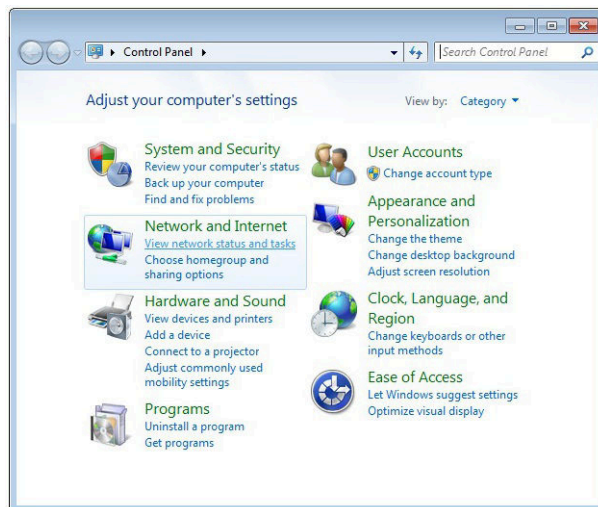 Control Panel
Search Control Panel
Adjust your computer's settings
View by: Category
System and Security
Review your computer's status
Back up your computer
Find and fix problems
Network and Internet
View network status and tasks
Choose homegroup and
sharing options
Hardware and Sound
View devices and printers
Add a device
Connect to a projector
Adjust commonly used
mobility settings
Programs
Uninstall a program
Get programs
User Accounts
Change account type
Appearance and
Personalization
Change the theme
Change desktop background
Adjust screen resolution
Clock, Language, and
Region
Change keyboards or other
input methods
Ease of Access
Let Windows suggest settings
Optimize visual display